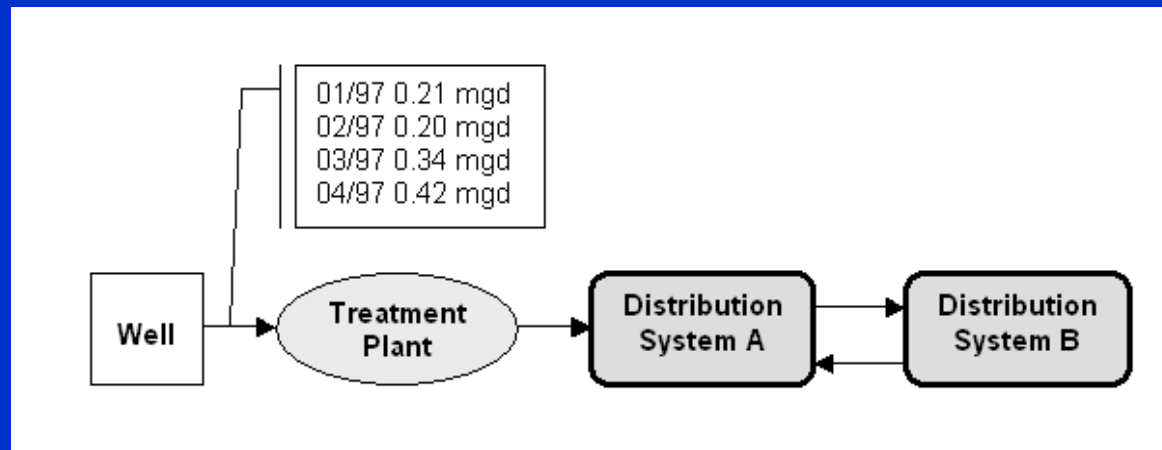 01/97 0.21 mgd
02/97 0.20 mgd
03/97 0.34 mgd
04/97 0.42 mgd
Well
Treatment
Plant
Distribution
System A
Distribution
System B